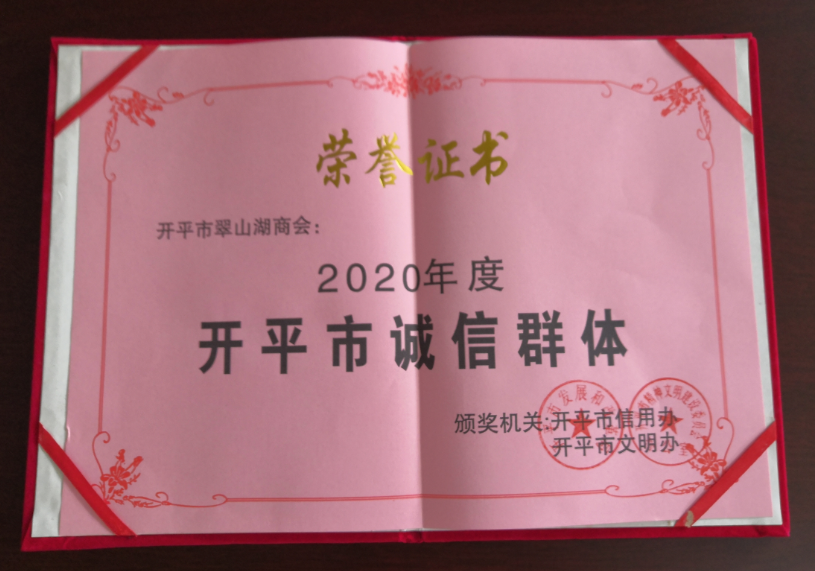 荣誉证书
开平市翠山湖商会：
2020年度
开平市诚信群体
颁奖机关:开平市信用办
开平市文明办